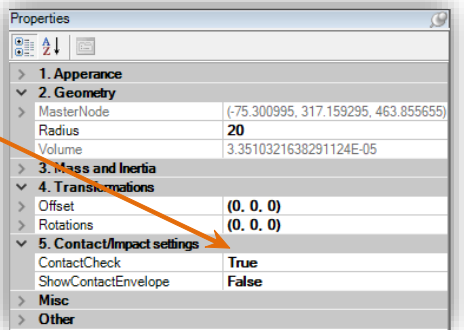 Properties
1. Apperance
2. Geometry
MasterNode (-75.300995, 317.159295, 463.855655)
Radius 20
Volume 3.3510321638291124E-05
3. Mass and Inertia
4. Transformations
Offset (0, 0, 0)
Rotations (0, 0, 0)
5. Contact/Impact settings
ContactCheck True
ShowContactEnvelope False
Misc
Other